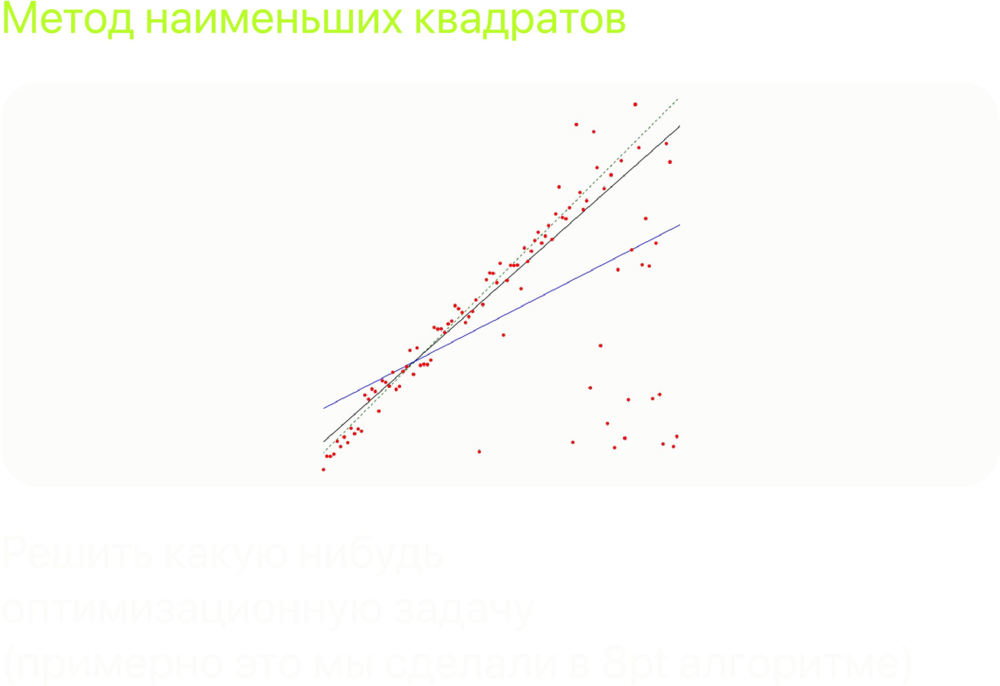 Метод наименьших квадратов
Решить какую нибудь
оптимизационную задачу
(примерно это мы сделали в 8pt алгоритме)